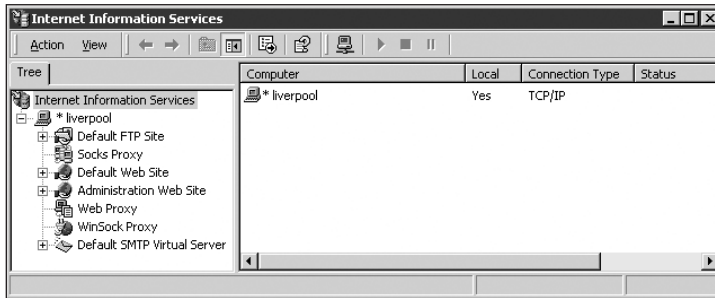 Internet Information Services
Action View
Tree
Computer Local Connection Type Status
Internet Information Services
* liverpool
Default FTP Site
Socks Proxy
Default Web Site
Administration Web Site
Web Proxy
WinSock Proxy
Default SMTP Virtual Server
* liverpool Yes TCP/IP